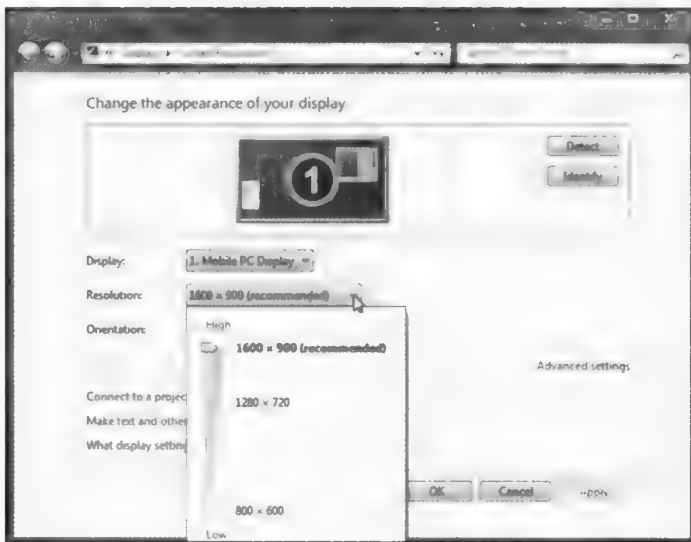 Change the appearance of your display
1
Detect
Identify
Display: 1. Mobile PC Display
Resolution: 1600 × 900 (recommended)
High
Orientation:
1600 × 900 (recommended)
Advanced settings
Connect to a projec
1280 × 720
Make text and other
What display setting
OK Cancel Apply
800 × 600
Low